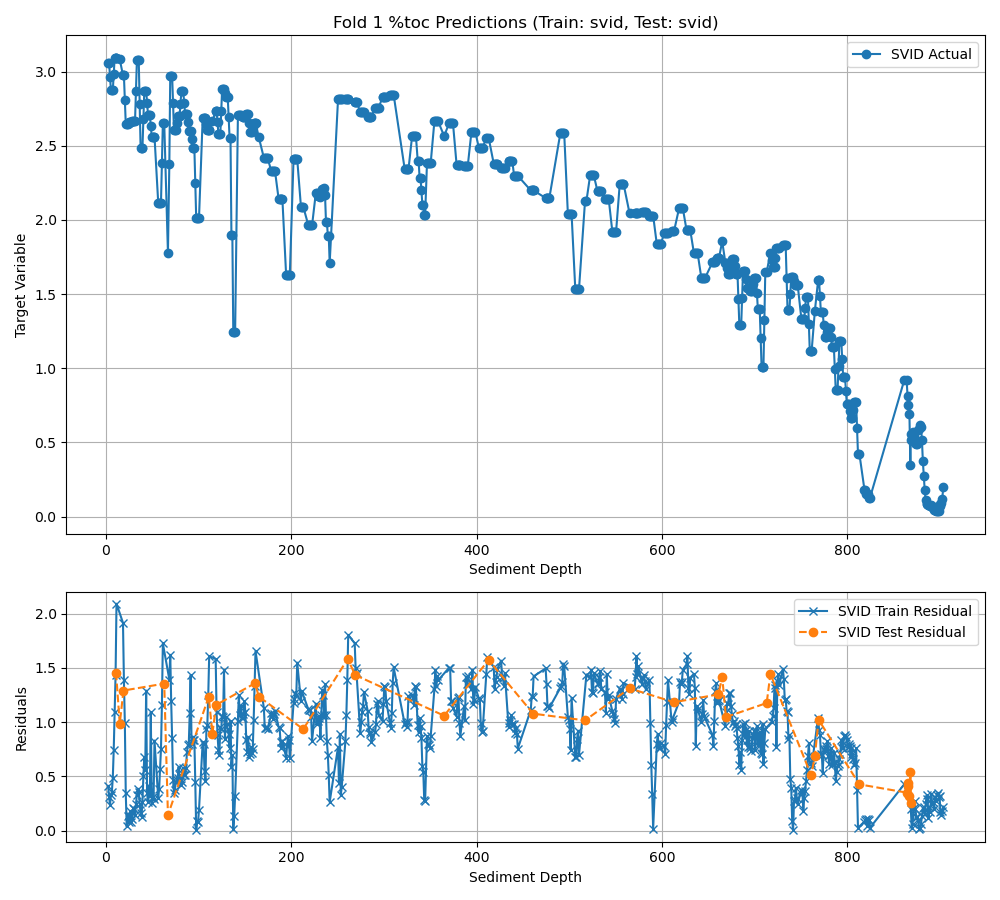 Fold 1 %toc Predictions (Train: svid, Test: svid)
SVID Actual
Target Variable
3.0
2.5
2.0
1.5
1.0
0.5
0.0
0 200 400 600 800
Sediment Depth
SVID Train Residual
SVID Test Residual
Residuals
2.0
1.5
1.0
0.5
0.0
0 200 400 600 800
Sediment Depth